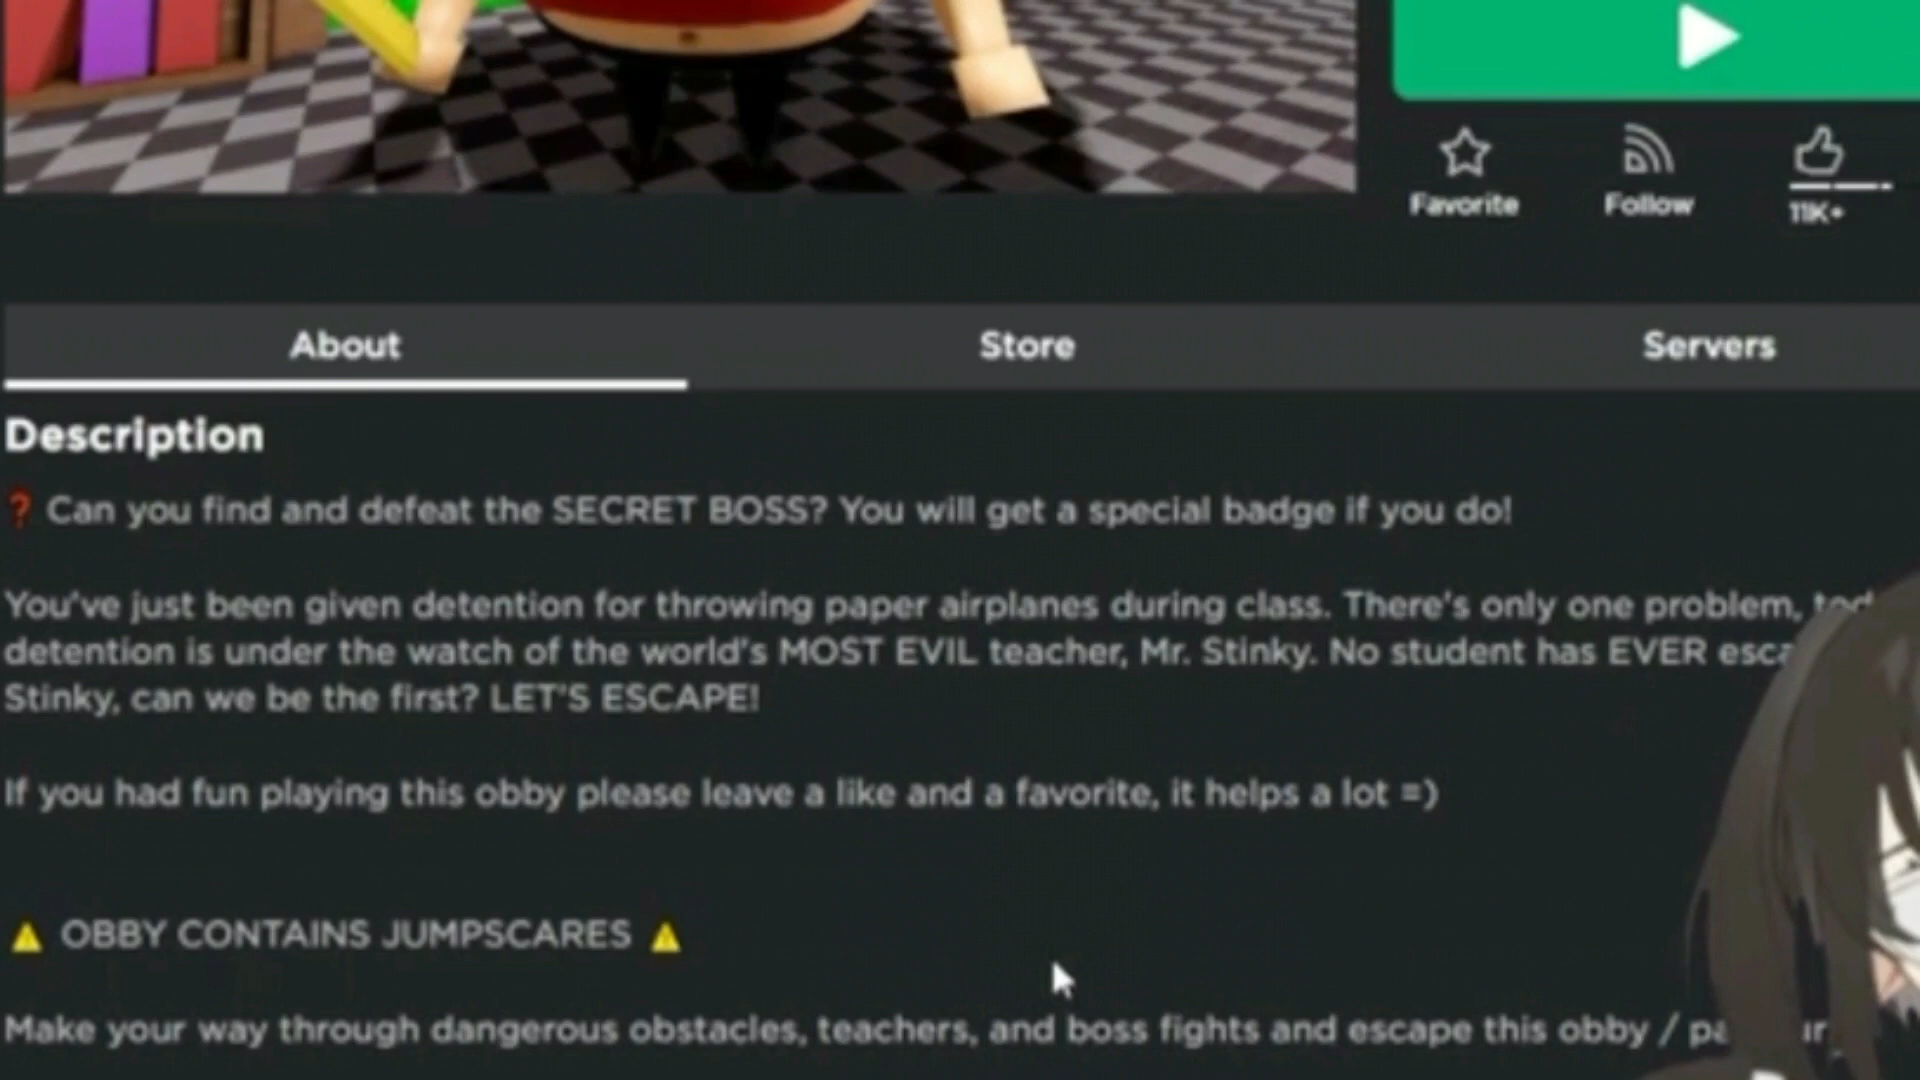 Favorite
Follow
11K+
About
Store
Servers
Description
❓ Can you find and defeat the SECRET BOSS? You will get a special badge if you do!
You've just been given detention for throwing paper airplanes during class. There's only one problem,
detention is under the watch of the world's MOST EVIL teacher, Mr. Stinky. No student has EVER
Stinky, can we be the first? LET'S ESCAPE!
If you had fun playing this obby please leave a like and a favorite, it helps a lot =)
⚠ OBBY CONTAINS JUMPSCARES ⚠
Make your way through dangerous obstacles, teachers, and boss fights and escape this obby /